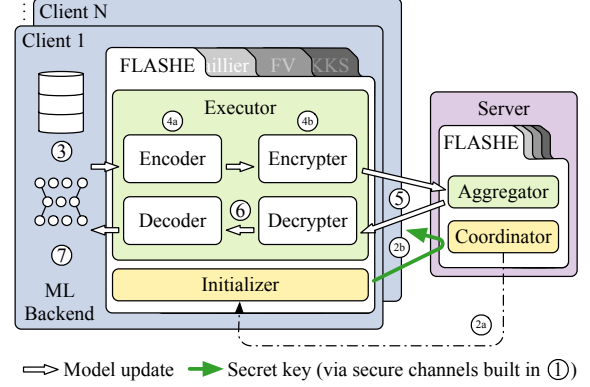 Client N
Client 1
FLASHE
illier
FV
KKS
Executor
4a
4b
Encoder
Encrypter
3
Decoder
6
Decrypter
5
2b
7
ML
Backend
Initializer
Server
FLASHE
Aggregator
Coordinator
2a
Model update
Secret key (via secure channels built in ①)